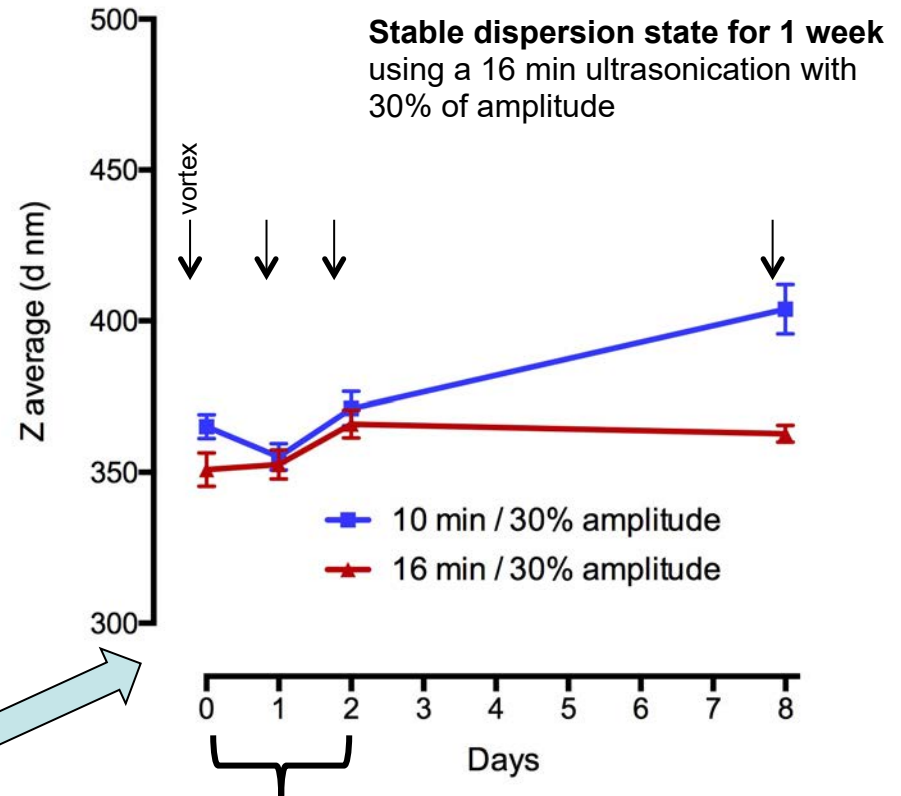 Stable dispersion state for 1 week
using a 16 min ultrasonication with
30% of amplitude
500
450
400
350
300
Z average (d nm)
vortex
10 min / 30% amplitude
16 min / 30% amplitude
0 1 2 3 4 5 6 7 8
Days